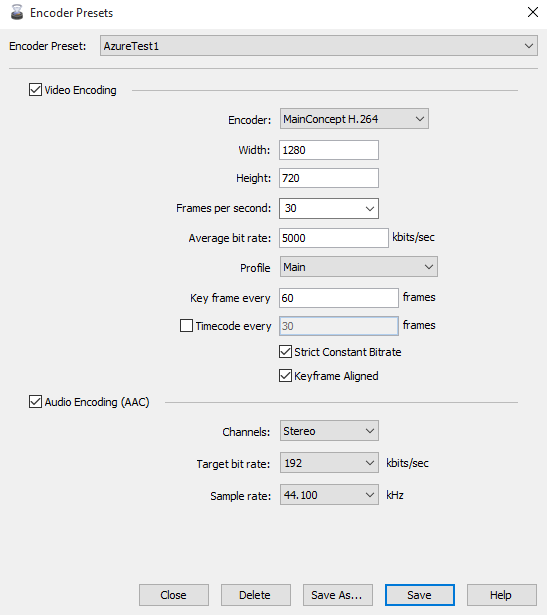 Encoder Presets
Encoder Preset: AzureTest1
Video Encoding
Encoder: MainConcept H.264
Width: 1280
Height: 720
Frames per second: 30
Average bit rate: 5000 kbits/sec
Profile Main
Key frame every 60 frames
Timecode every 30 frames
Strict Constant Bitrate
Keyframe Aligned
Audio Encoding (AAC)
Channels: Stereo
Target bit rate: 192 kbits/sec
Sample rate: 44.100 kHz
Close Delete Save As... Save Help